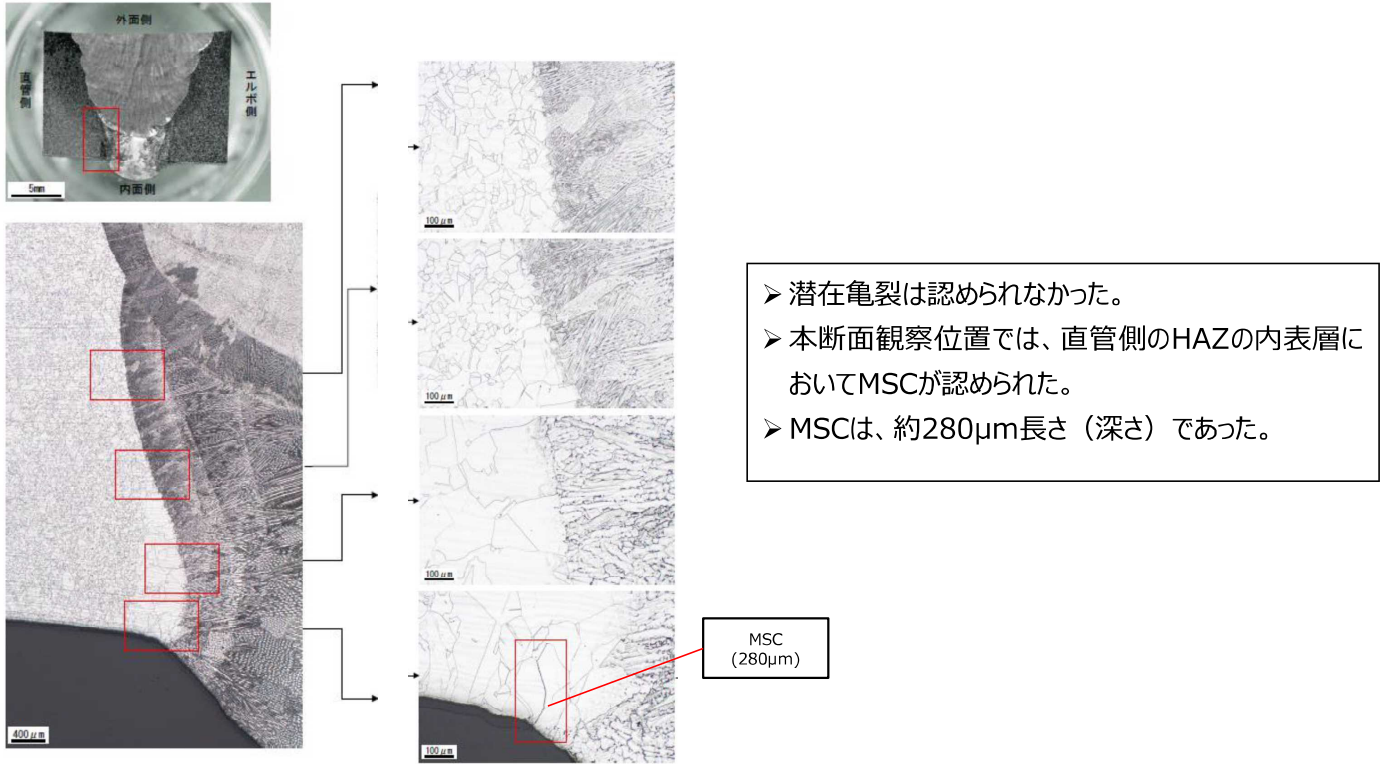 外面側
直管側
エルボ側
内面側
5mm
400μm
100μm
100μm
100μm
100μm
MSC
(280μm)
➢ 潜在亀裂は認められなかった。
➢ 本断面観察位置では、直管側のHAZの内表層に
おいてMSCが認められた。
➢ MSCは、約280μm長さ（深さ）であった。